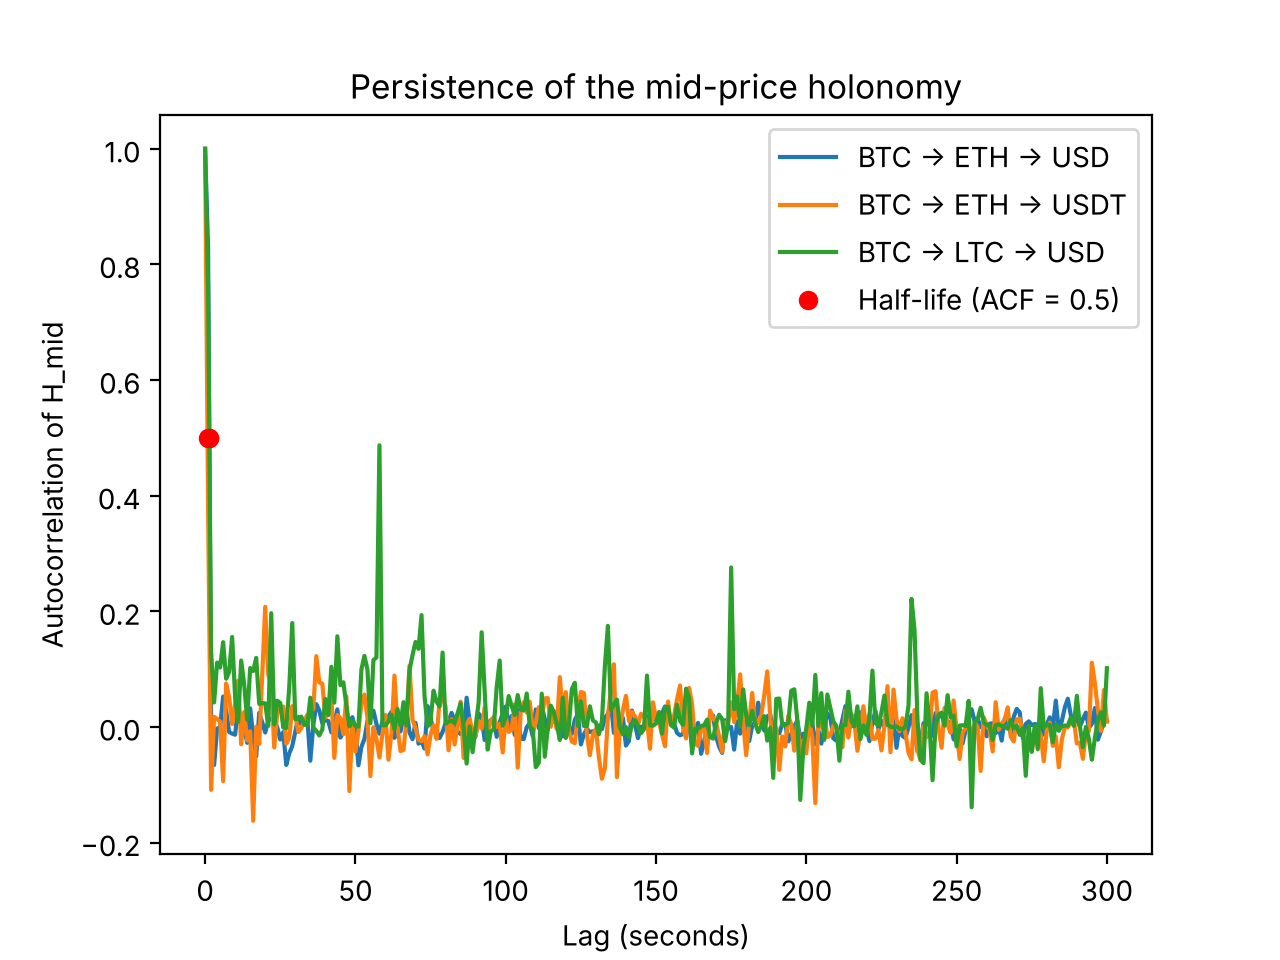 Persistence of the mid-price holonomy
BTC → ETH → USD
BTC → ETH → USDT
BTC → LTC → USD
Half-life (ACF = 0.5)
Autocorrelation of H_mid
1.0
0.8
0.6
0.4
0.2
0.0
−0.2
0
50
100
150
200
250
300
Lag (seconds)